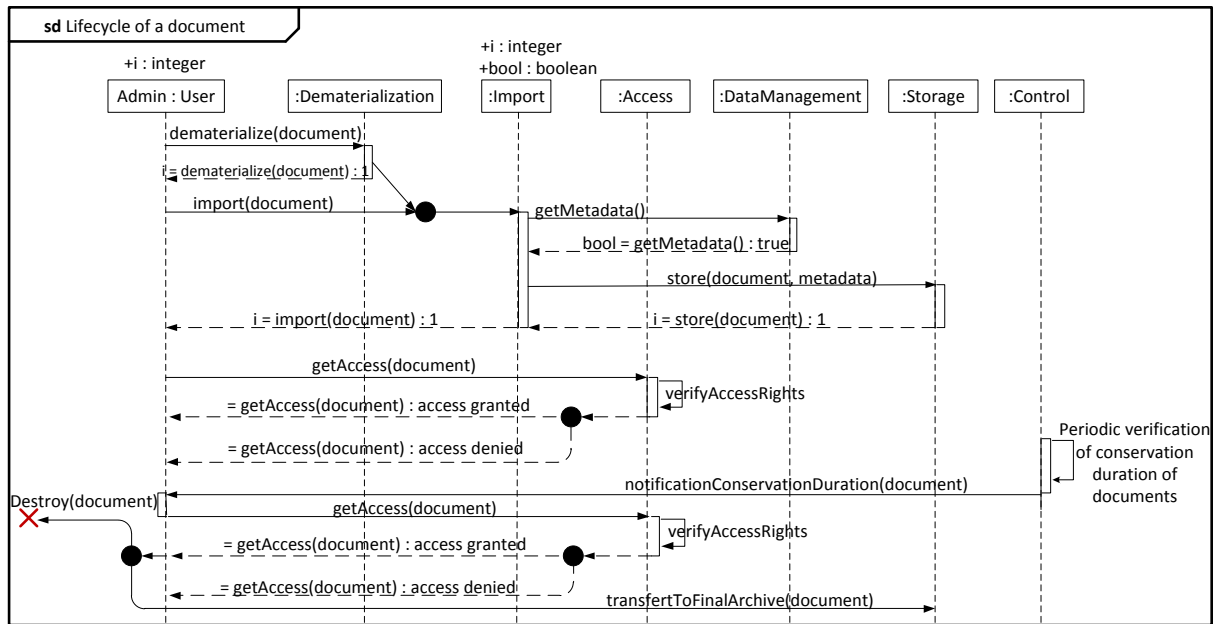 sd Lifecycle of a document
+i : integer
+i : integer
+bool : boolean
Admin : User
:Dematerialization
:Import
:Access
:DataManagement
:Storage
:Control
dematerialize(document)
i = dematerialize(document) : 1
import(document)
getMetadata()
bool = getMetadata() : true
store(document, metadata)
i = import(document) : 1
i = store(document) : 1
getAccess(document)
verifyAccessRights
= getAccess(document) : access granted
= getAccess(document) : access denied
Periodic verification
of conservation
duration of
documents
notificationConservationDuration(document)
Destroy(document)
getAccess(document)
verifyAccessRights
= getAccess(document) : access granted
= getAccess(document) : access denied
transfertToFinalArchive(document)